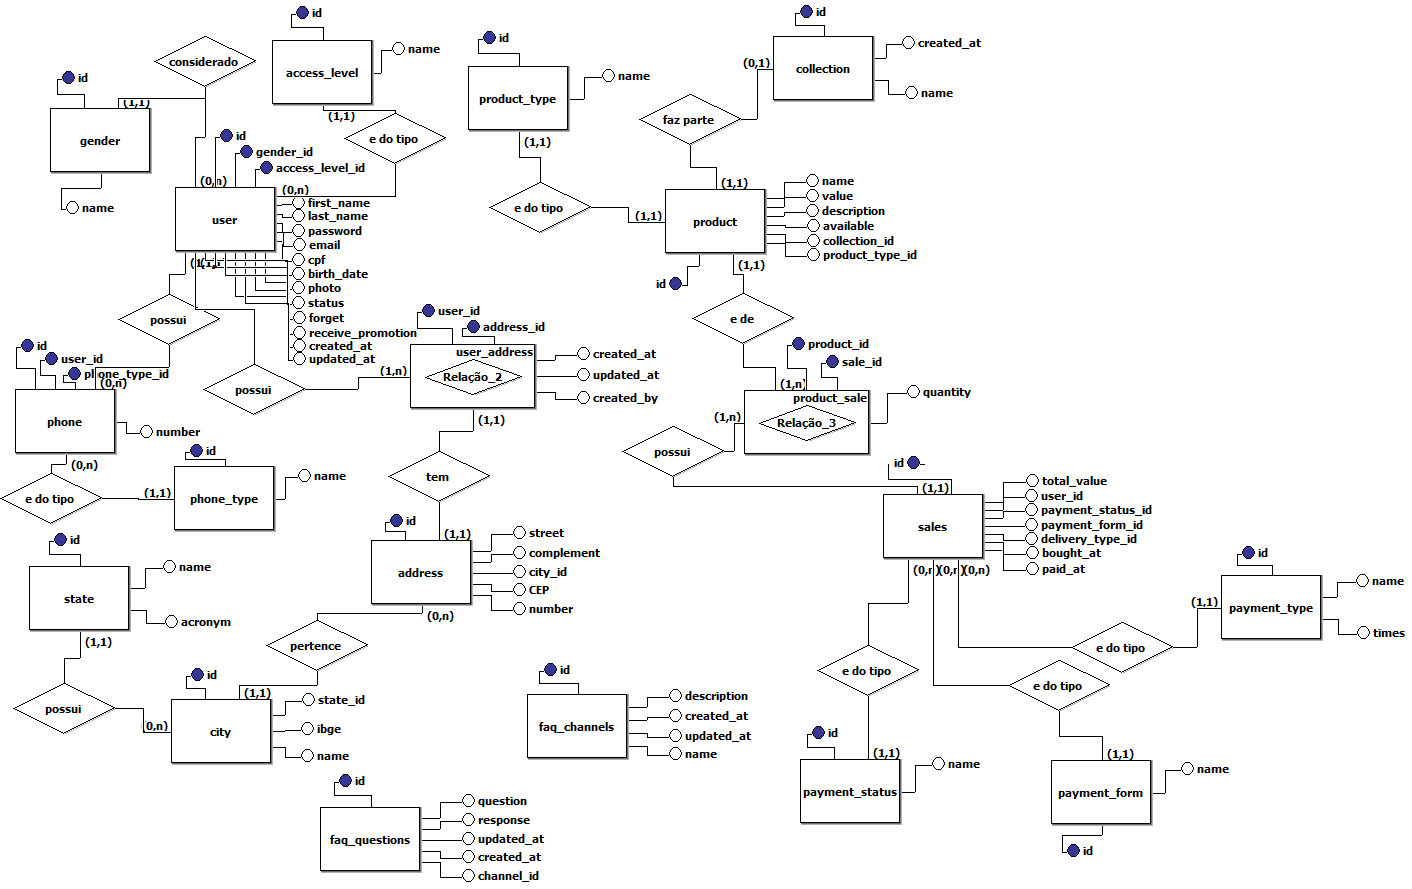 id
considerado
access_level
name
(1,1)
e do tipo
id
(1,1)
gender
name
id
gender_id
access_level_id
(0,n)
(0,n)
user
first_name
last_name
password
email
cpf
birth_date
photo
status
forget
receive_promotion
created_at
updated_at
possui
id
user_id
phone_type_id
(0,n)
phone
number
(0,n)
e do tipo
(1,1)
id
phone_type
name
possui
(1,n)
user_id
address_id
user_address
Relação_2
created_at
updated_at
created_by
(1,1)
tem
(1,1)
id
address
street
complement
city_id
CEP
number
(0,n)
pertence
(1,1)
id
state
name
acronym
(1,1)
possui
(0,n)
id
city
state_id
ibge
name
id
product_type
name
(1,1)
e do tipo
(1,1)
id
collection
created_at
name
(0,1)
faz parte
(1,1)
product
name
value
description
available
collection_id
product_type_id
id
(1,1)
e de
(1,n)
product_id
sale_id
product_sale
Relação_3
quantity
(1,n)
possui
(1,1)
id
sales
total_value
user_id
payment_status_id
payment_form_id
delivery_type_id
bought_at
paid_at
(0,n)
(0,n)
(0,n)
e do tipo
(1,1)
id
payment_status
name
e do tipo
(1,1)
payment_form
name
id
e do tipo
(1,1)
id
payment_type
name
times
id
faq_channels
description
created_at
updated_at
name
id
faq_questions
question
response
updated_at
created_at
channel_id